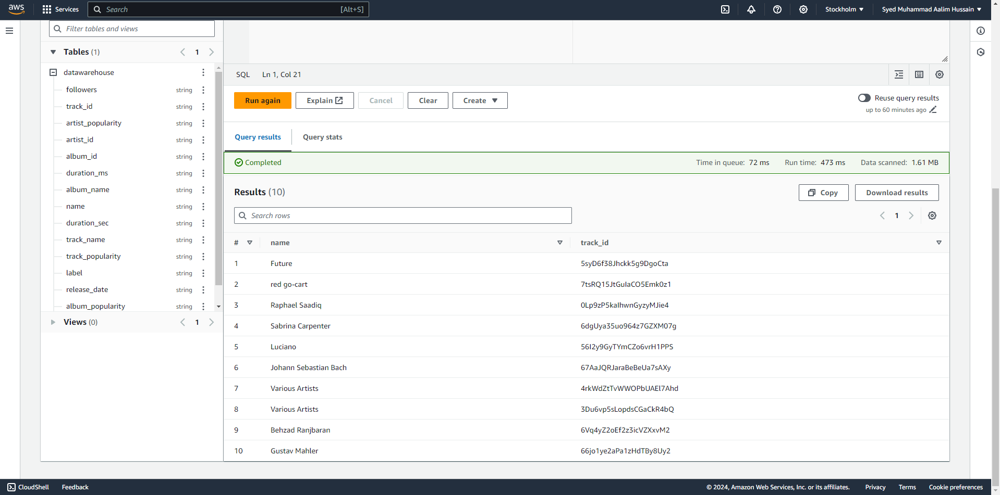 aws Services Search [Alt+S] Stockholm Syed Muhammad Aalim Hussain
Filter tables and views
Tables (1) 1
datawarehouse
followers string
track_id string
artist_popularity string
artist_id string
album_id string
duration_ms string
album_name string
name string
duration_sec string
track_name string
track_popularity string
label string
release_date string
album_popularity string
Views (0) 1
SQL Ln 1, Col 21
Run again Explain Cancel Clear Create
Reuse query results
up to 60 minutes ago
Query results Query stats
Completed Time in queue: 72 ms Run time: 473 ms Data scanned: 1.61 MB
Results (10) Copy Download results
Search rows 1
# name track_id
1 Future 5syD6f38Jhckk5g9DgoCta
2 red go-cart 7tsRQ15JtGuIaCO5Emk0z1
3 Raphael Saadiq 0Lp9zP5kaIhwnGyzyMJie4
4 Sabrina Carpenter 6dgUya35uo964z7GZXM07g
5 Luciano 56I2y9GyTYmCZo6vrH1PPS
6 Johann Sebastian Bach 67AaJQRJaraBeBeUa7sAXy
7 Various Artists 4rkWdZtTvWWOPbUAEl7Ahd
8 Various Artists 3Du6vp5sLopdsCGaCkR4bQ
9 Behzad Ranjbaran 6Vq4yZ2oEf2z3icVZXxvM2
10 Gustav Mahler 66jo1ye2aPa1zHdTBy8Uy2
CloudShell Feedback © 2024, Amazon Web Services, Inc. or its affiliates. Privacy Terms Cookie preferences